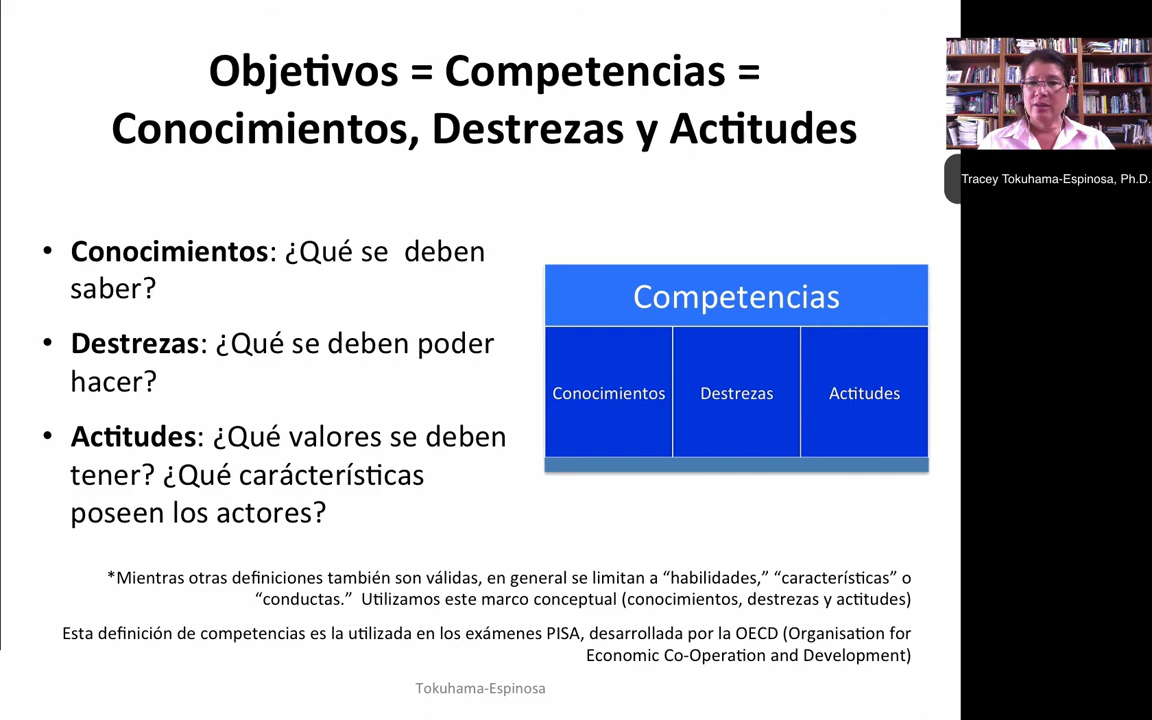 Objetivos = Competencias =
Conocimientos, Destrezas y Actitudes
• Conocimientos: ¿Qué se  deben
saber?
• Destrezas: ¿Qué se deben poder
hacer?
• Actitudes: ¿Qué valores se deben
tener? ¿Qué carácterísticas
poseen los actores?
Competencias
Conocimientos
Destrezas
Actitudes
*Mientras otras definiciones también son válidas, en general se limitan a “habilidades,” “características” o
“conductas.”  Utilizamos este marco conceptual (conocimientos, destrezas y actitudes)
Esta definición de competencias es la utilizada en los exámenes PISA, desarrollada por la OECD (Organisation for
Economic Co-Operation and Development)
Tokuhama-Espinosa
Tracey Tokuhama-Espinosa, Ph.D.